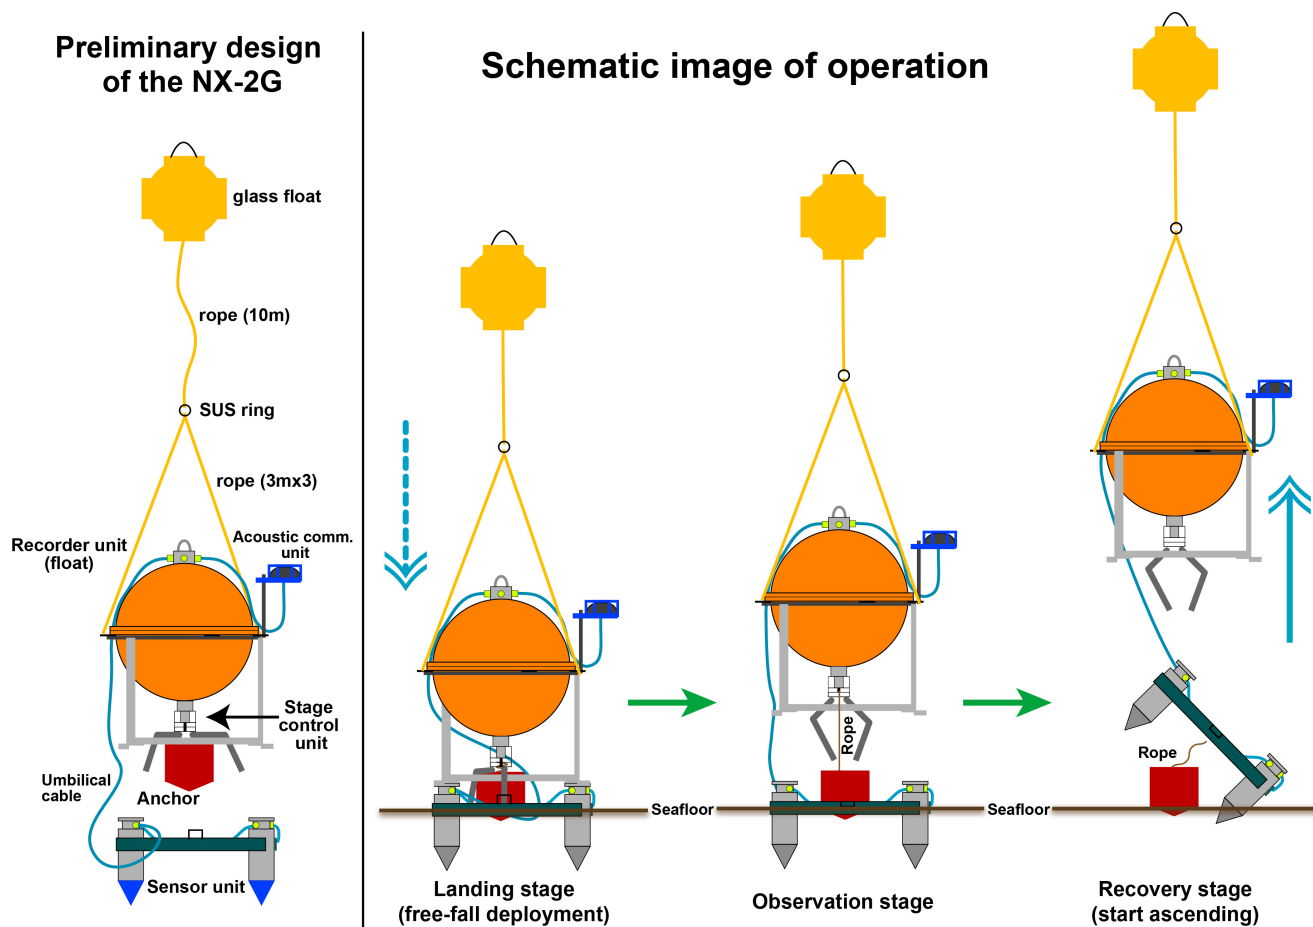 Preliminary design
of the NX-2G
Schematic image of operation
glass float
rope (10m)
SUS ring
rope (3mx3)
Recorder unit
(float)
Acoustic comm.
unit
Stage
control
unit
Umbilical
cable
Anchor
Sensor unit
Seafloor
Landing stage
(free-fall deployment)
Rope
Seafloor
Observation stage
Rope
Recovery stage
(start ascending)